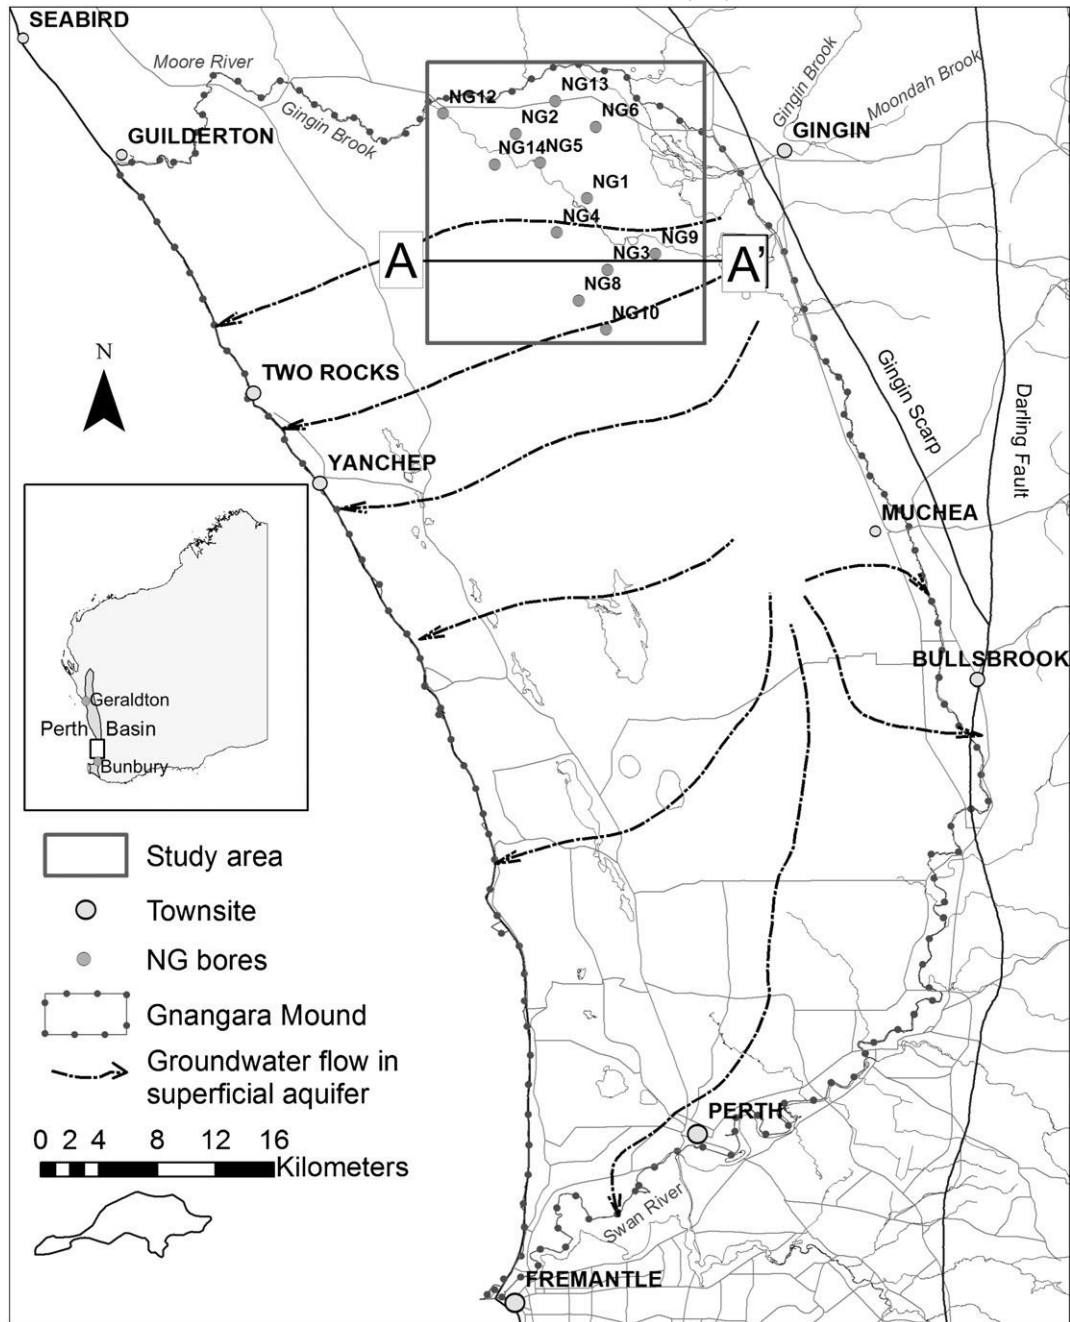 SEABIRD
Moore River
Gingin Brook
GUILDERTON
NG12
NG13
NG2
NG6
NG14
NG5
NG1
NG4
NG9
NG3
NG8
NG10
A
A'
Gingin Brook
Moondah Brook
GINGIN
Gingin Scarp
Darling Fault
N
TWO ROCKS
YANCHEP
MUCHEA
BULLSBROOK
Geraldton
Perth Basin
Bunbury
Study area
Townsite
NG bores
Gnangara Mound
Groundwater flow in
superficial aquifer
0 2 4 8 12 16
Kilometers
PERTH
Swan River
FREMANTLE